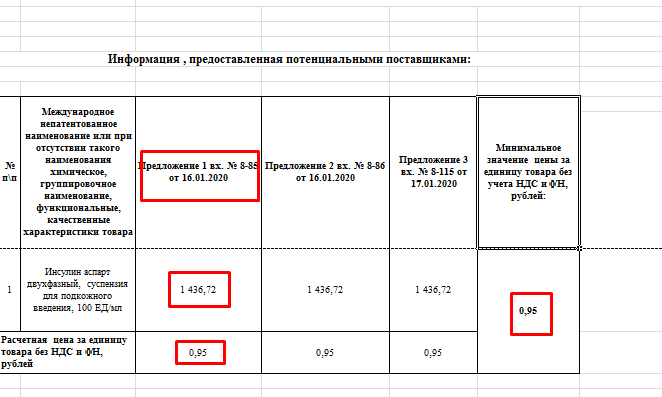 Информация , предоставленная потенциальными поставщиками:
№
п\п
Международное
непатентованное
наименование или при
отсутствии такого
наименования
химическое,
группировочное
наименование,
функциональные,
качественные
характеристики товара
Предложение 1 вх. № 8-85
от 16.01.2020
Предложение 2 вх. № 8-86
от 16.01.2020
Предложение 3
вх. № 8-115 от
17.01.2020
Минимальное
значение цены за
единицу товара без
учета НДС и ф/Н,
рублей:
1
Инсулин аспарт
двухфазный, суспензия
для подкожного
введения, 100 ЕД/мл
1 436,72
1 436,72
1 436,72
0,95
Расчетная цена за единицу
товара без НДС и ф/Н,
рублей
0,95
0,95
0,95